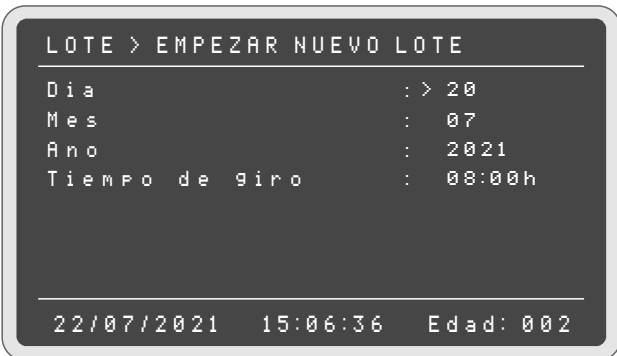 LOTE > EMPEZAR NUEVO LOTE
Dia :> 20
Mes : 07
Ano : 2021
Tiempo de giro : 08:00h
22/07/2021 15:06:36 Edad: 002